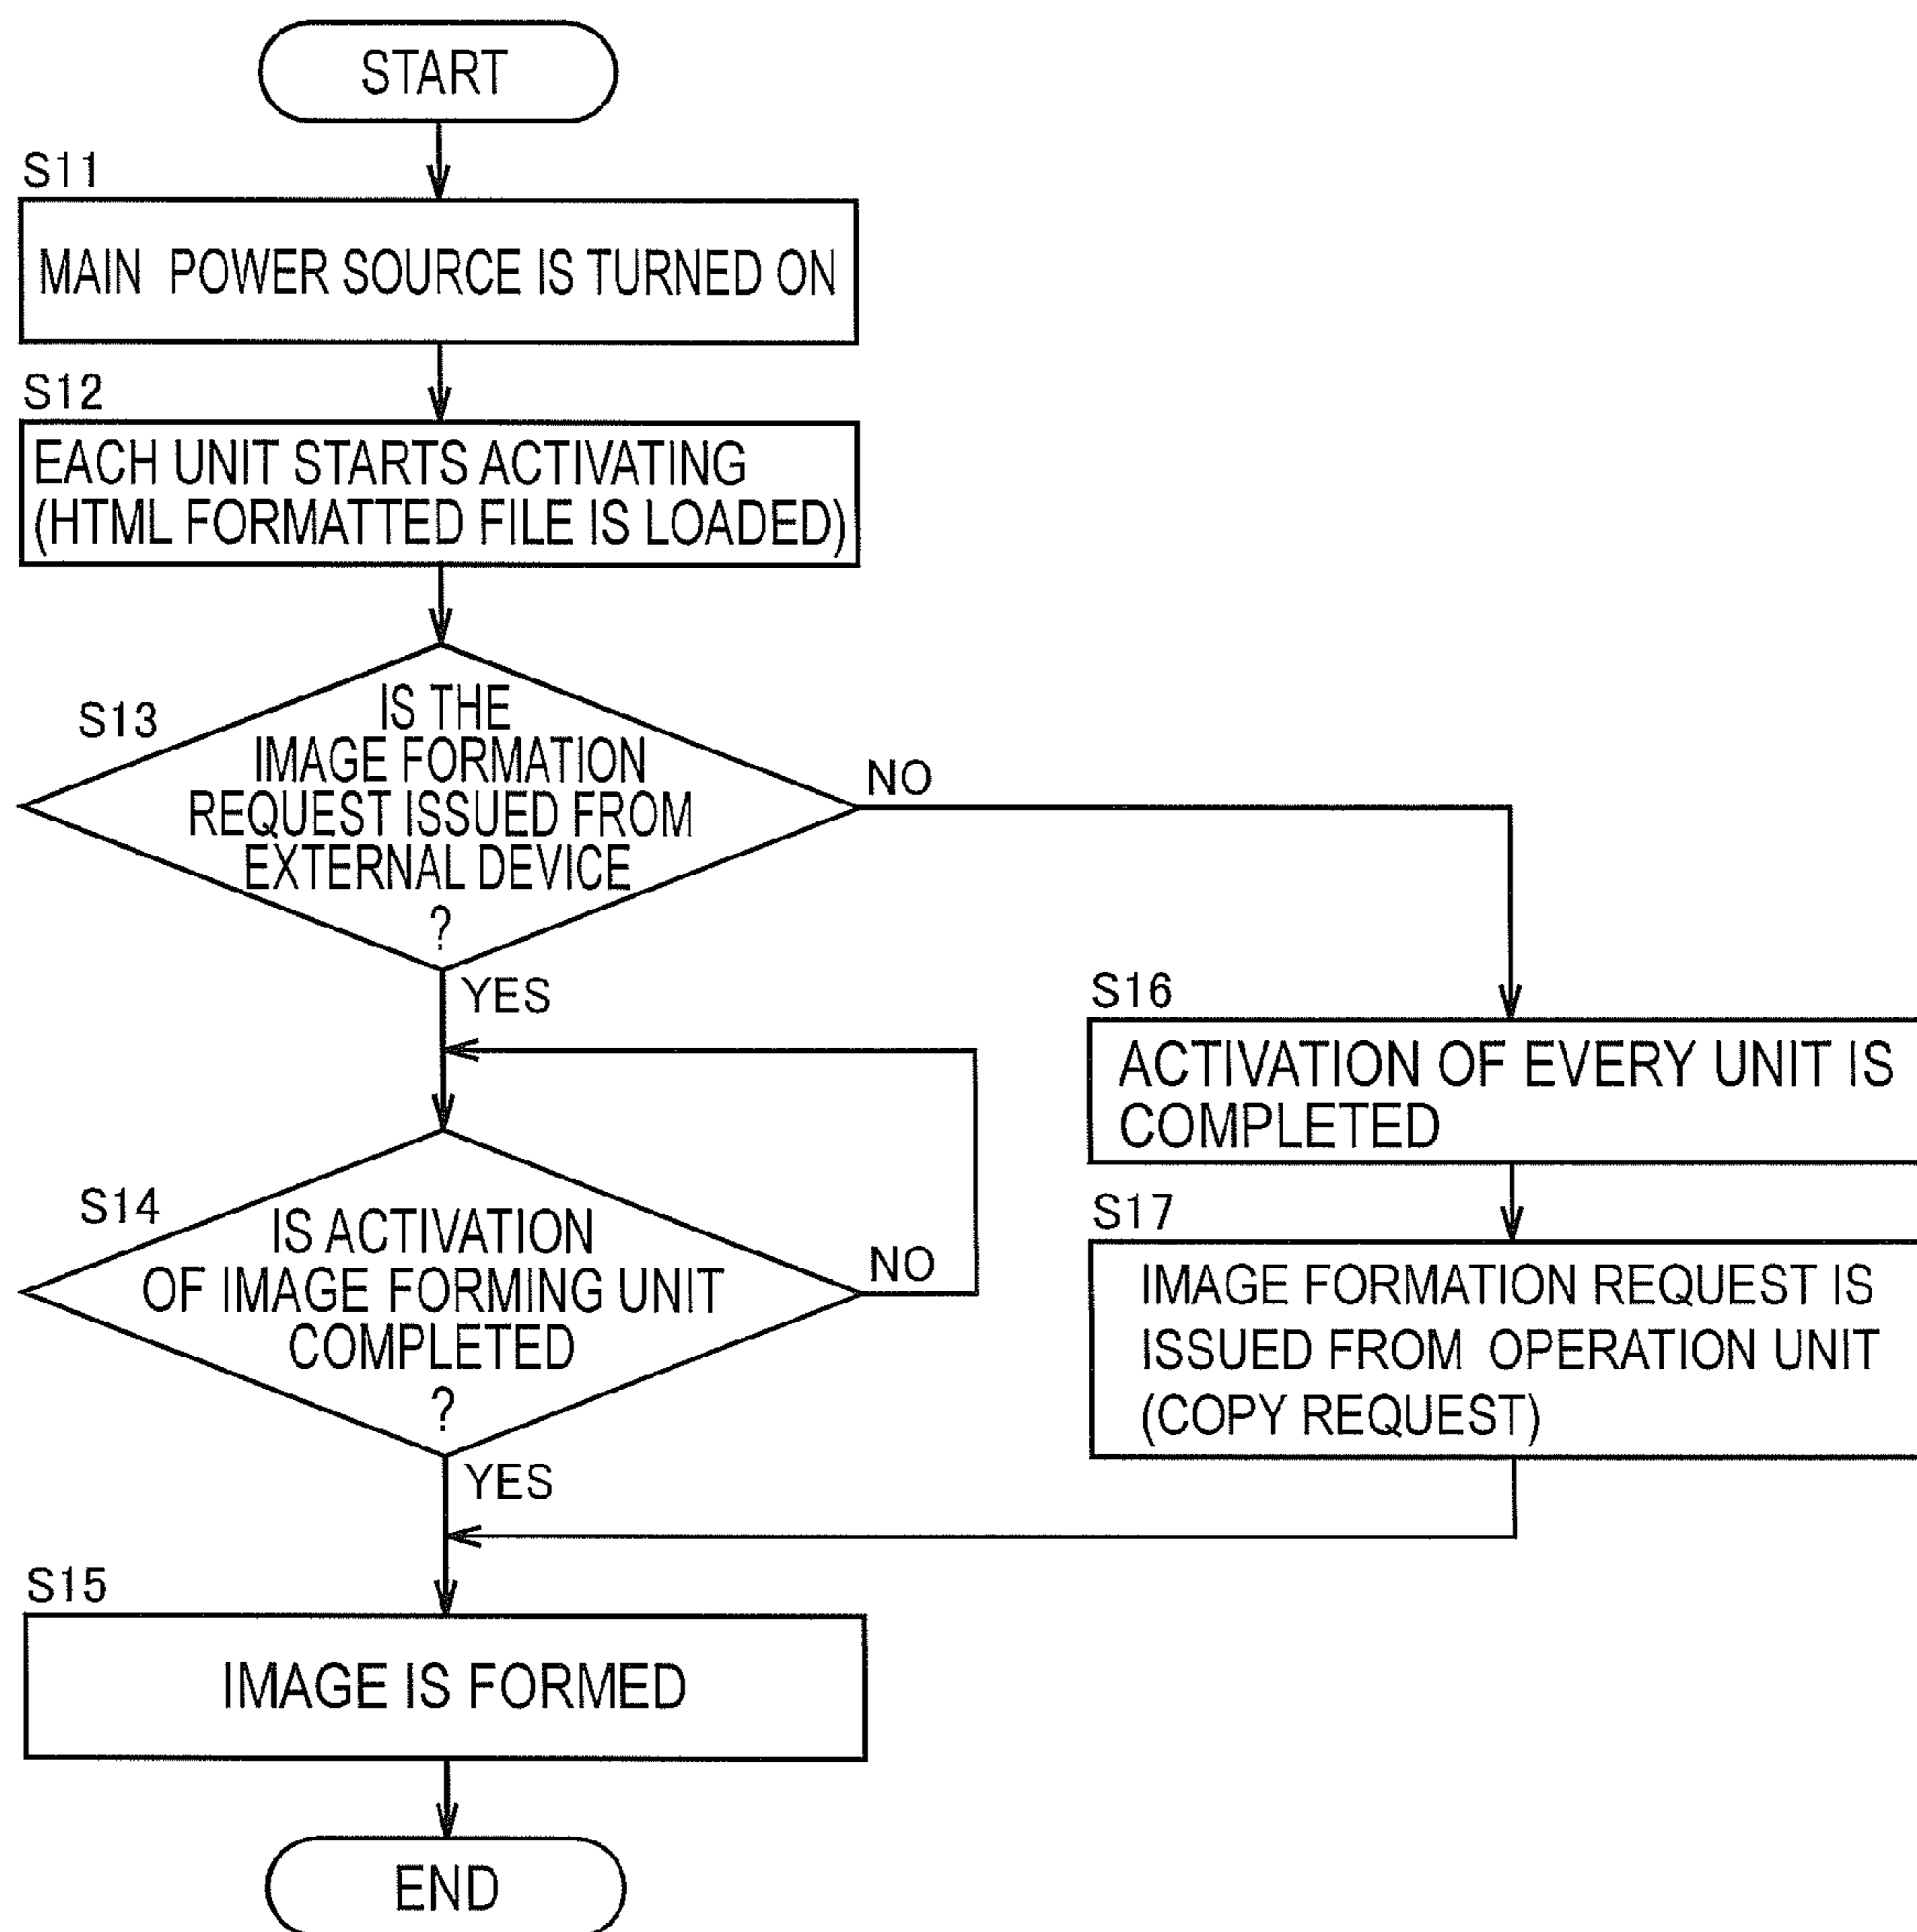 START
S11
MAIN POWER SOURCE IS TURNED ON
S12
EACH UNIT STARTS ACTIVATING
(HTML FORMATTED FILE IS LOADED)
S13
IS THE
IMAGE FORMATION
REQUEST ISSUED FROM
EXTERNAL DEVICE
?
NO
YES
S14
IS ACTIVATION
OF IMAGE FORMING UNIT
COMPLETED
?
NO
YES
S16
ACTIVATION OF EVERY UNIT IS
COMPLETED
S17
IMAGE FORMATION REQUEST IS
ISSUED FROM OPERATION UNIT
(COPY REQUEST)
S15
IMAGE IS FORMED
END